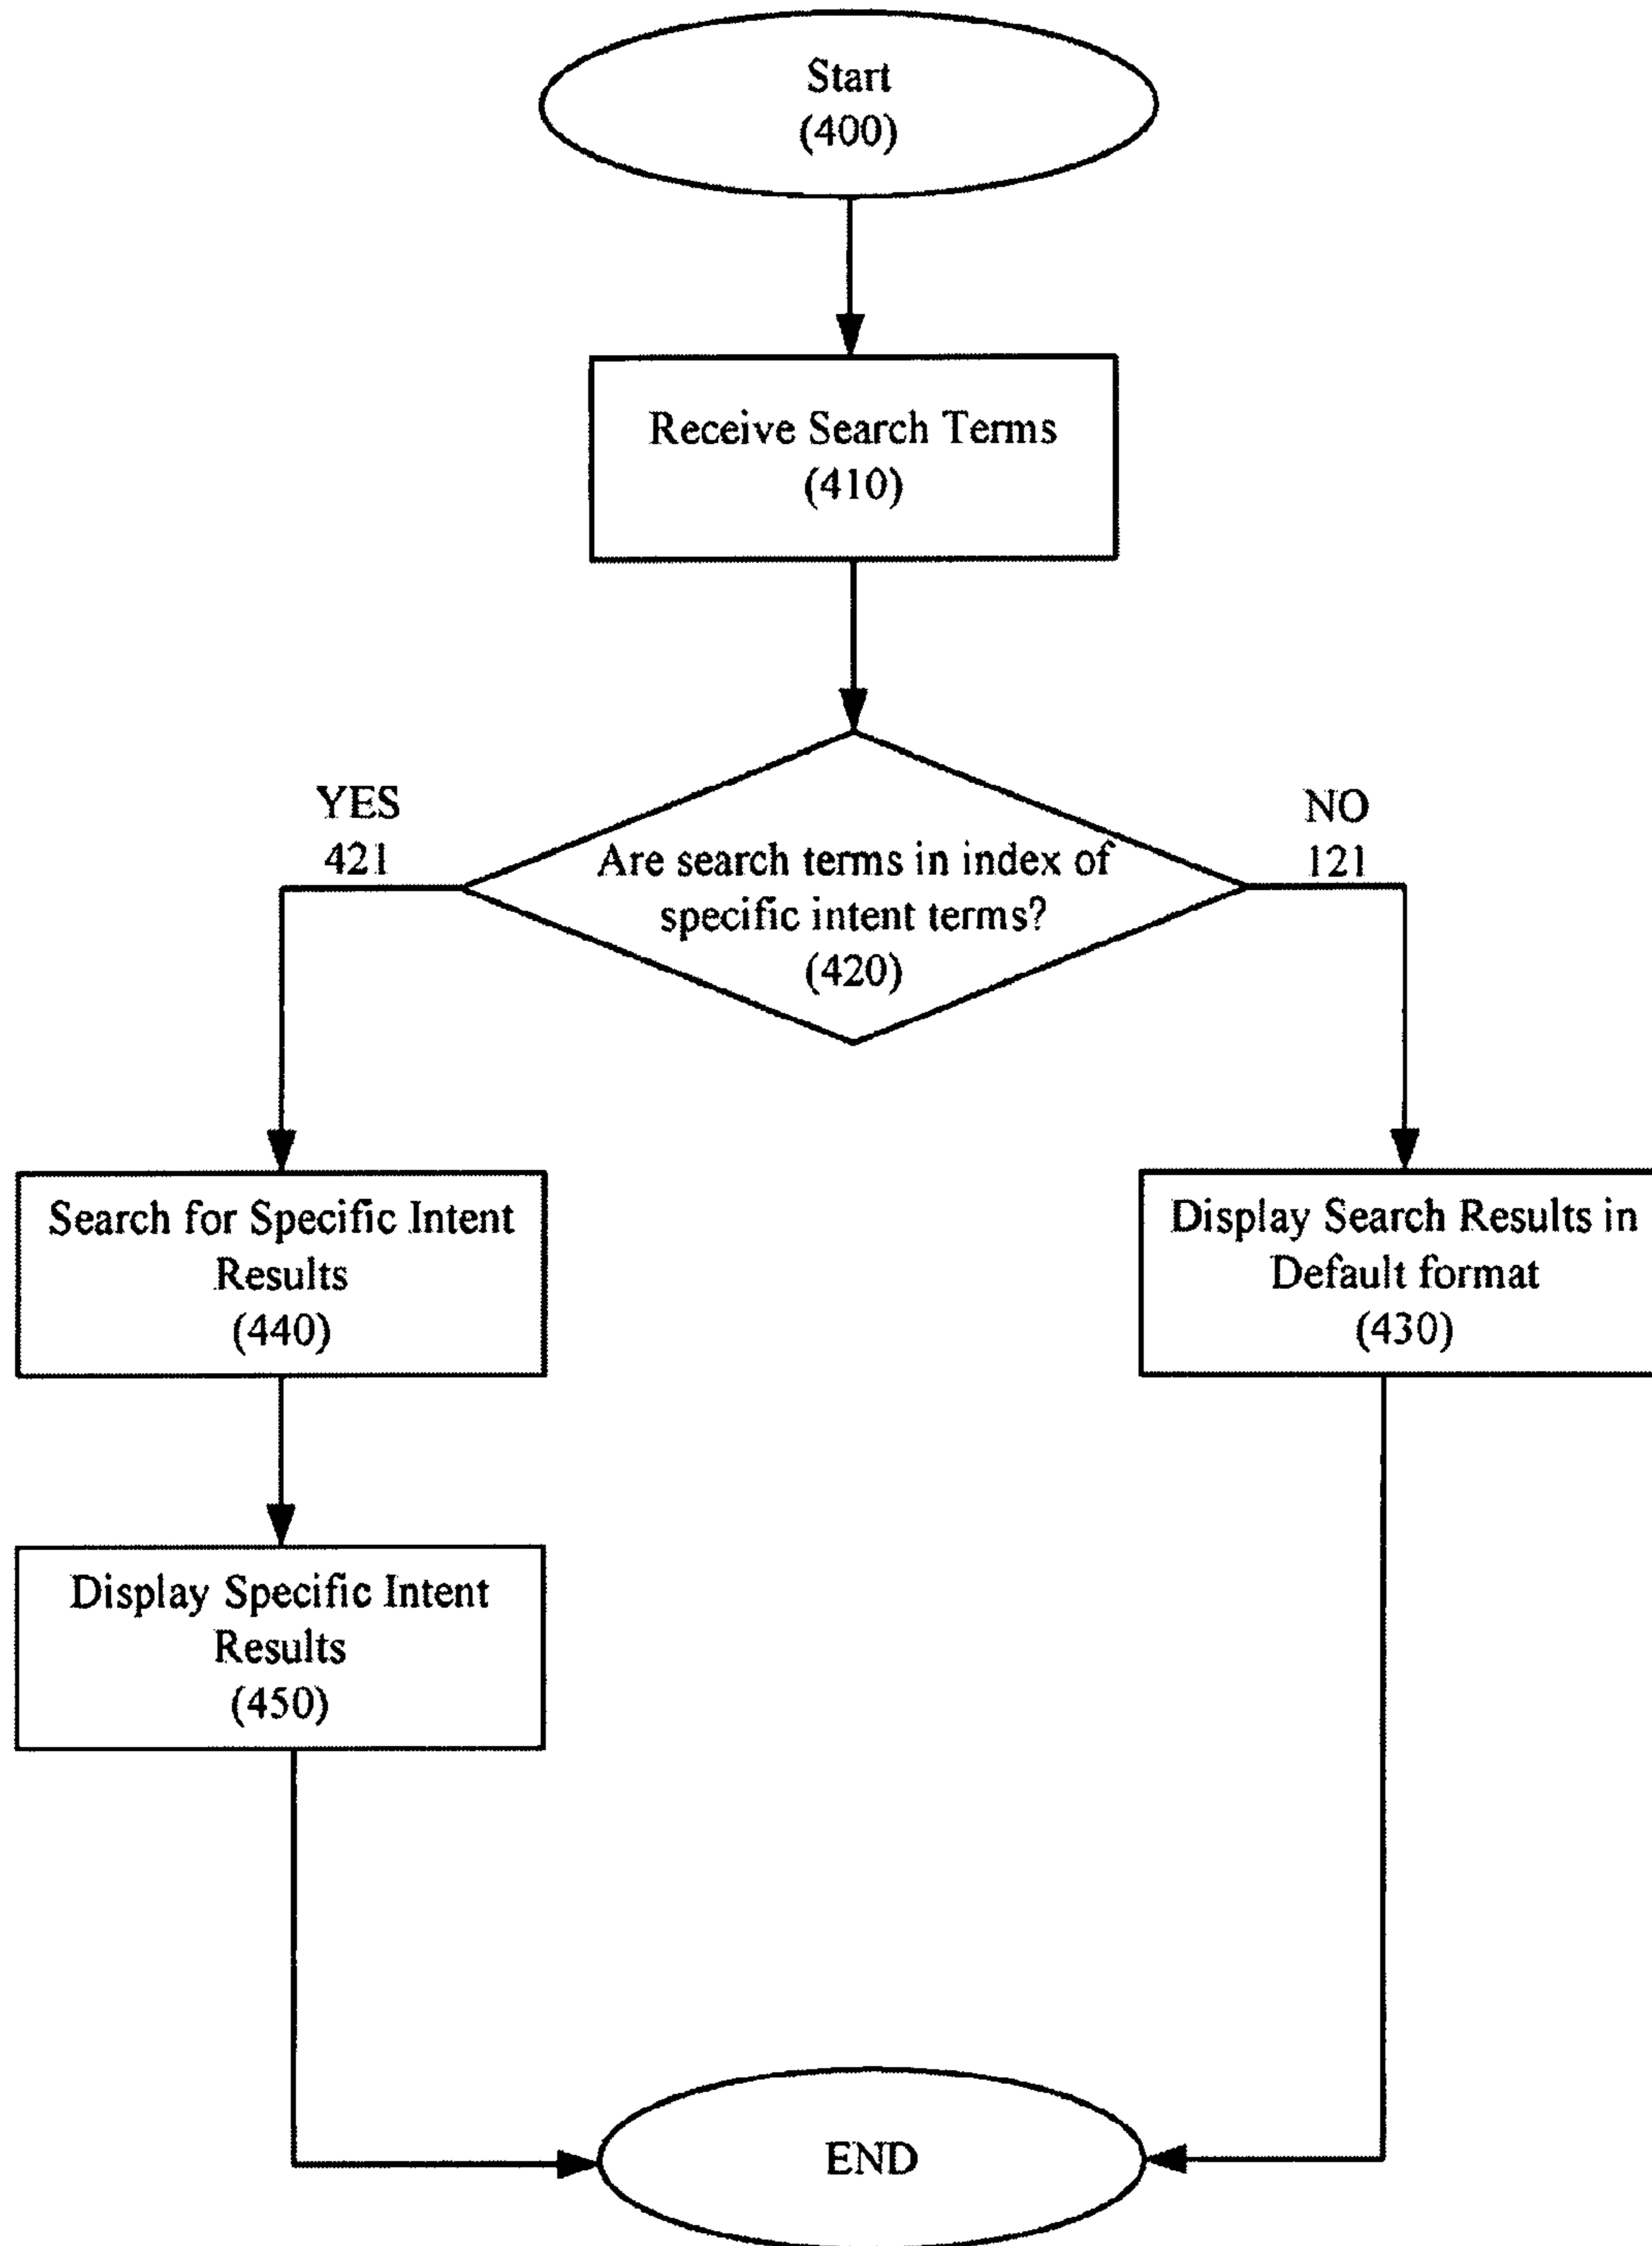 Start
(400)
Receive Search Terms
(410)
YES
421
NO
121
Are search terms in index of
specific intent terms?
(420)
Search for Specific Intent
Results
(440)
Display Search Results in
Default format
(430)
Display Specific Intent
Results
(450)
END